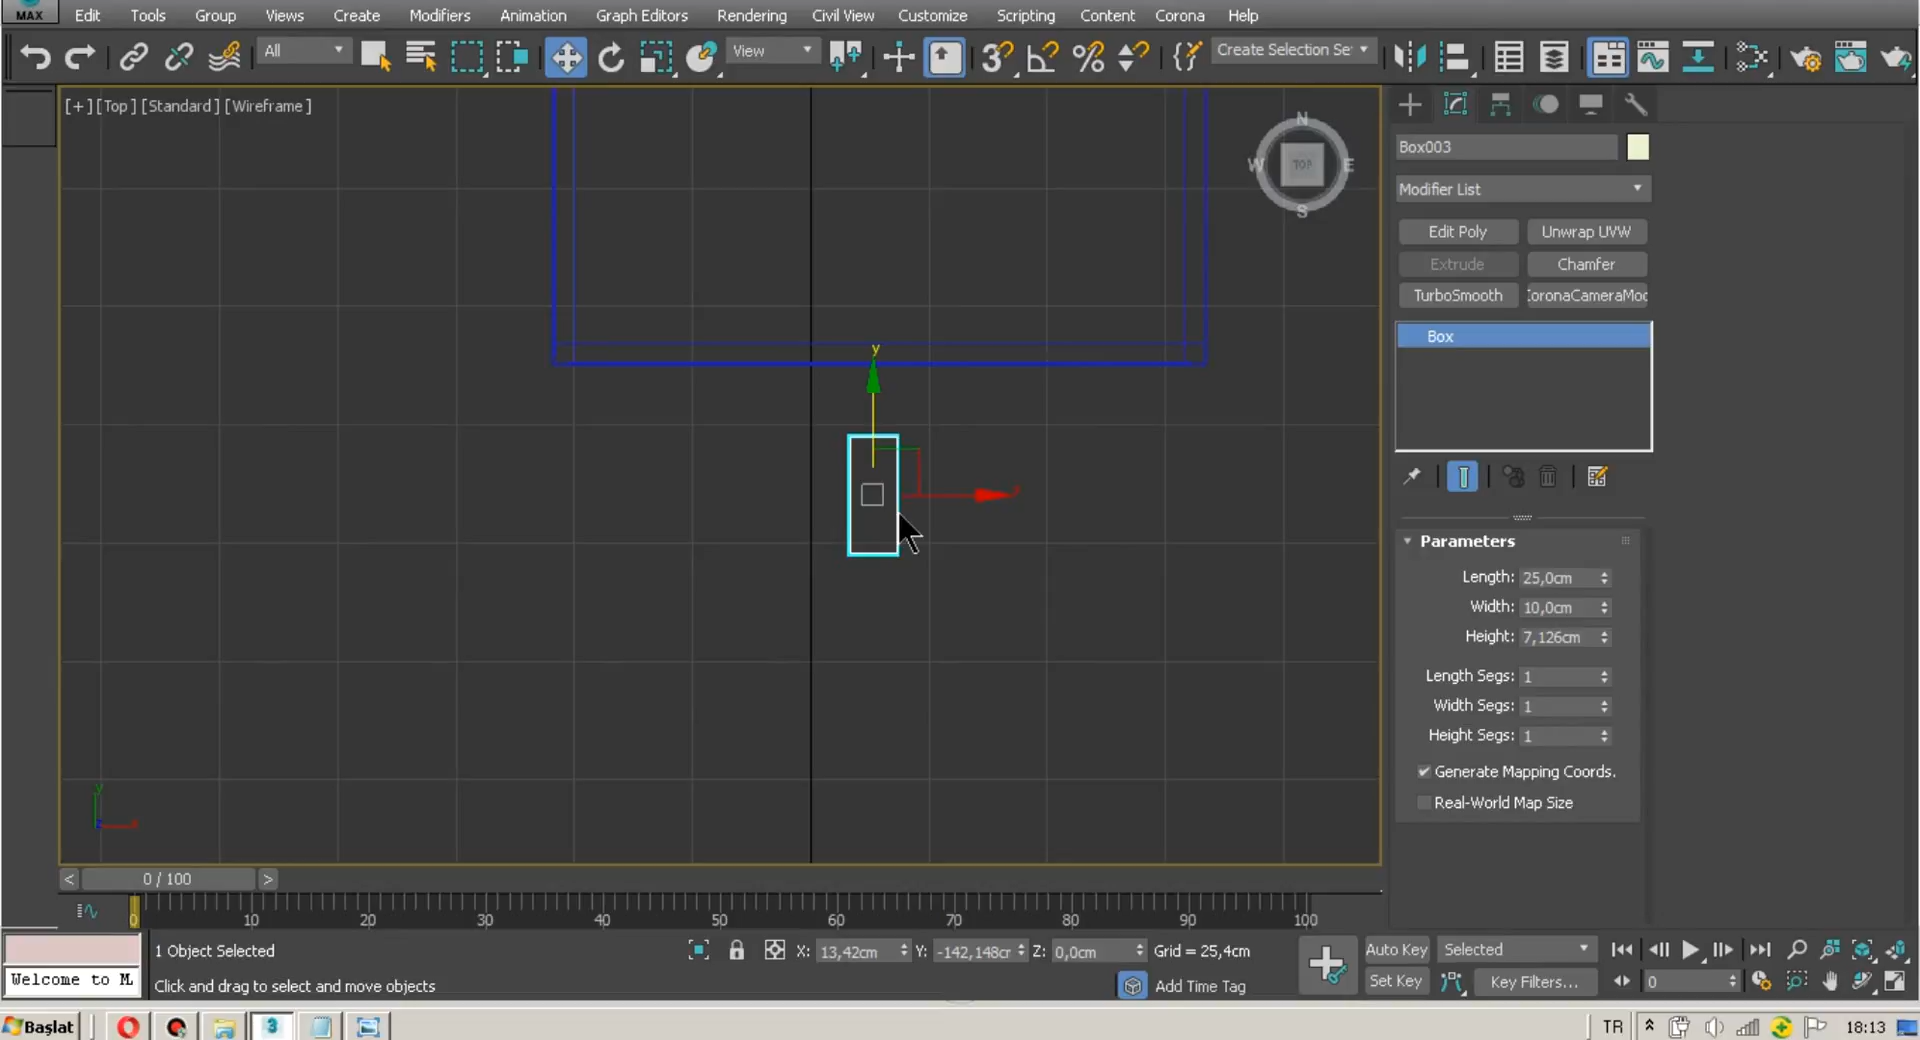 MAX Edit Tools Group Views Create Modifiers Animation Graph Editors Rendering Civil View Customize Scripting Content Corona Help
All View Create Selection Se
[+][Top][Standard][Wireframe]
N
W TOP E
S
Box003
Modifier List
Edit Poly Unwrap UVW
Extrude Chamfer
TurboSmooth CoronaCameraMod
Box
y
Parameters
Length: 25,0cm
Width: 10,0cm
Height: 7,126cm
Length Segs: 1
Width Segs: 1
Height Segs: 1
Generate Mapping Coords.
Real-World Map Size
y
z
< 0 / 100 >
0 10 20 30 40 50 60 70 80 90 100
1 Object Selected X: 13,42cm Y: -142,148cr Z: 0,0cm Grid = 25,4cm Auto Key Selected
Welcome to M. Click and drag to select and move objects Add Time Tag Set Key Key Filters... 0
Başlat 3 TR 18:13